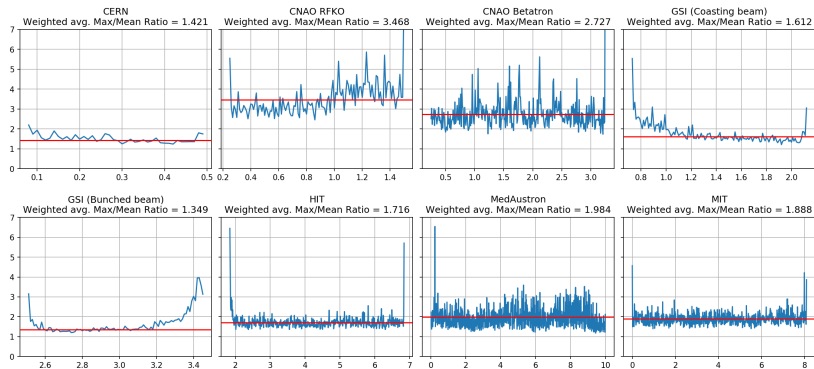 CERN
Weighted avg. Max/Mean Ratio = 1.421
CNAO RFKO
Weighted avg. Max/Mean Ratio = 3.468
CNAO Betatron
Weighted avg. Max/Mean Ratio = 2.727
GSI (Coasting beam)
Weighted avg. Max/Mean Ratio = 1.612
7
6
5
4
3
2
1
0
0.1 0.2 0.3 0.4 0.5
0.2 0.4 0.6 0.8 1.0 1.2 1.4
0.5 1.0 1.5 2.0 2.5 3.0
0.8 1.0 1.2 1.4 1.6 1.8 2.0
GSI (Bunched beam)
Weighted avg. Max/Mean Ratio = 1.349
HIT
Weighted avg. Max/Mean Ratio = 1.716
MedAustron
Weighted avg. Max/Mean Ratio = 1.984
MIT
Weighted avg. Max/Mean Ratio = 1.888
7
6
5
4
3
2
1
0
2.6 2.8 3.0 3.2 3.4
2 3 4 5 6 7
0 2 4 6 8 10
0 2 4 6 8